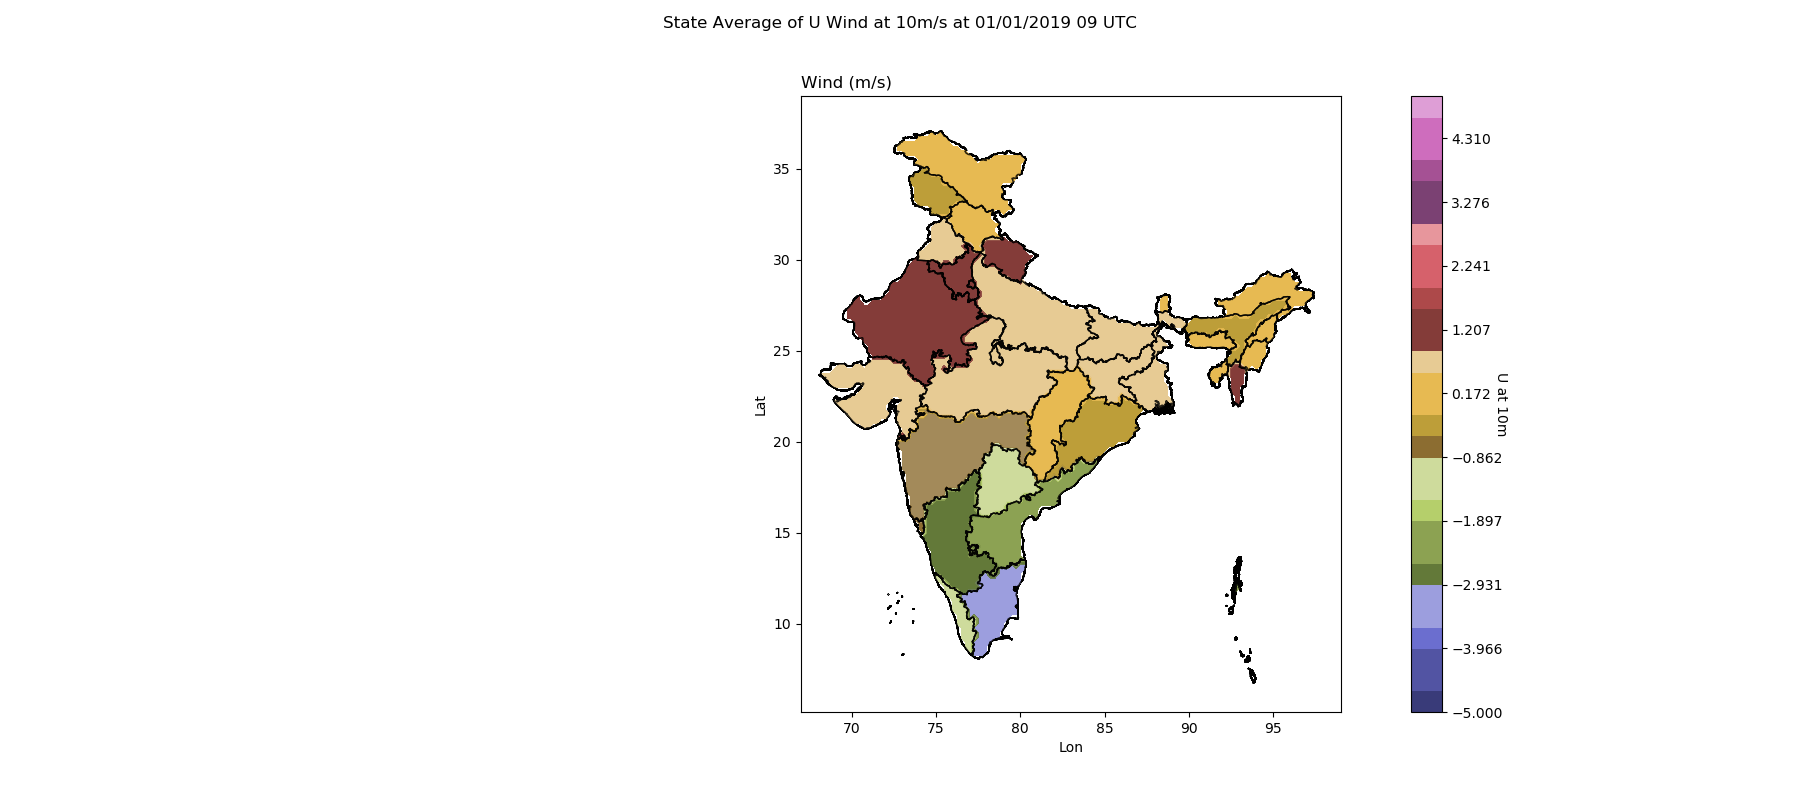 State Average of U Wind at 10m/s at 01/01/2019 09 UTC
Wind (m/s)
35
30
25
20
15
10
Lat
70 75 80 85 90 95
Lon
4.310
3.276
2.241
1.207
0.172
−0.862
−1.897
−2.931
−3.966
−5.000
U at 10m